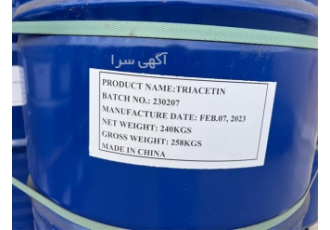 آگهی سرا
PRODUCT NAME:TRIACETIN
BATCH NO.: 230207
MANUFACTURE DATE: FEB.07, 2023
NET WEIGHT: 240KGS
GROSS WEIGHT: 258KGS
MADE IN CHINA